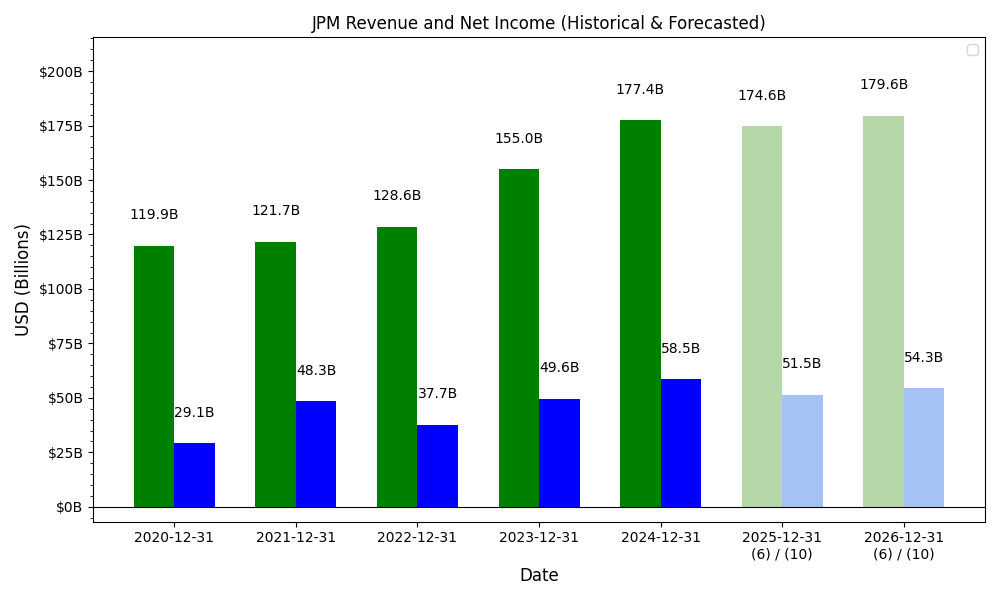 JPM Revenue and Net Income (Historical & Forecasted)
USD (Billions)
$200B
$175B
$150B
$125B
$100B
$75B
$50B
$25B
$0B
119.9B
29.1B
121.7B
48.3B
128.6B
37.7B
155.0B
49.6B
177.4B
58.5B
174.6B
51.5B
179.6B
54.3B
2020-12-31
2021-12-31
2022-12-31
2023-12-31
2024-12-31
2025-12-31
(6) / (10)
2026-12-31
(6) / (10)
Date